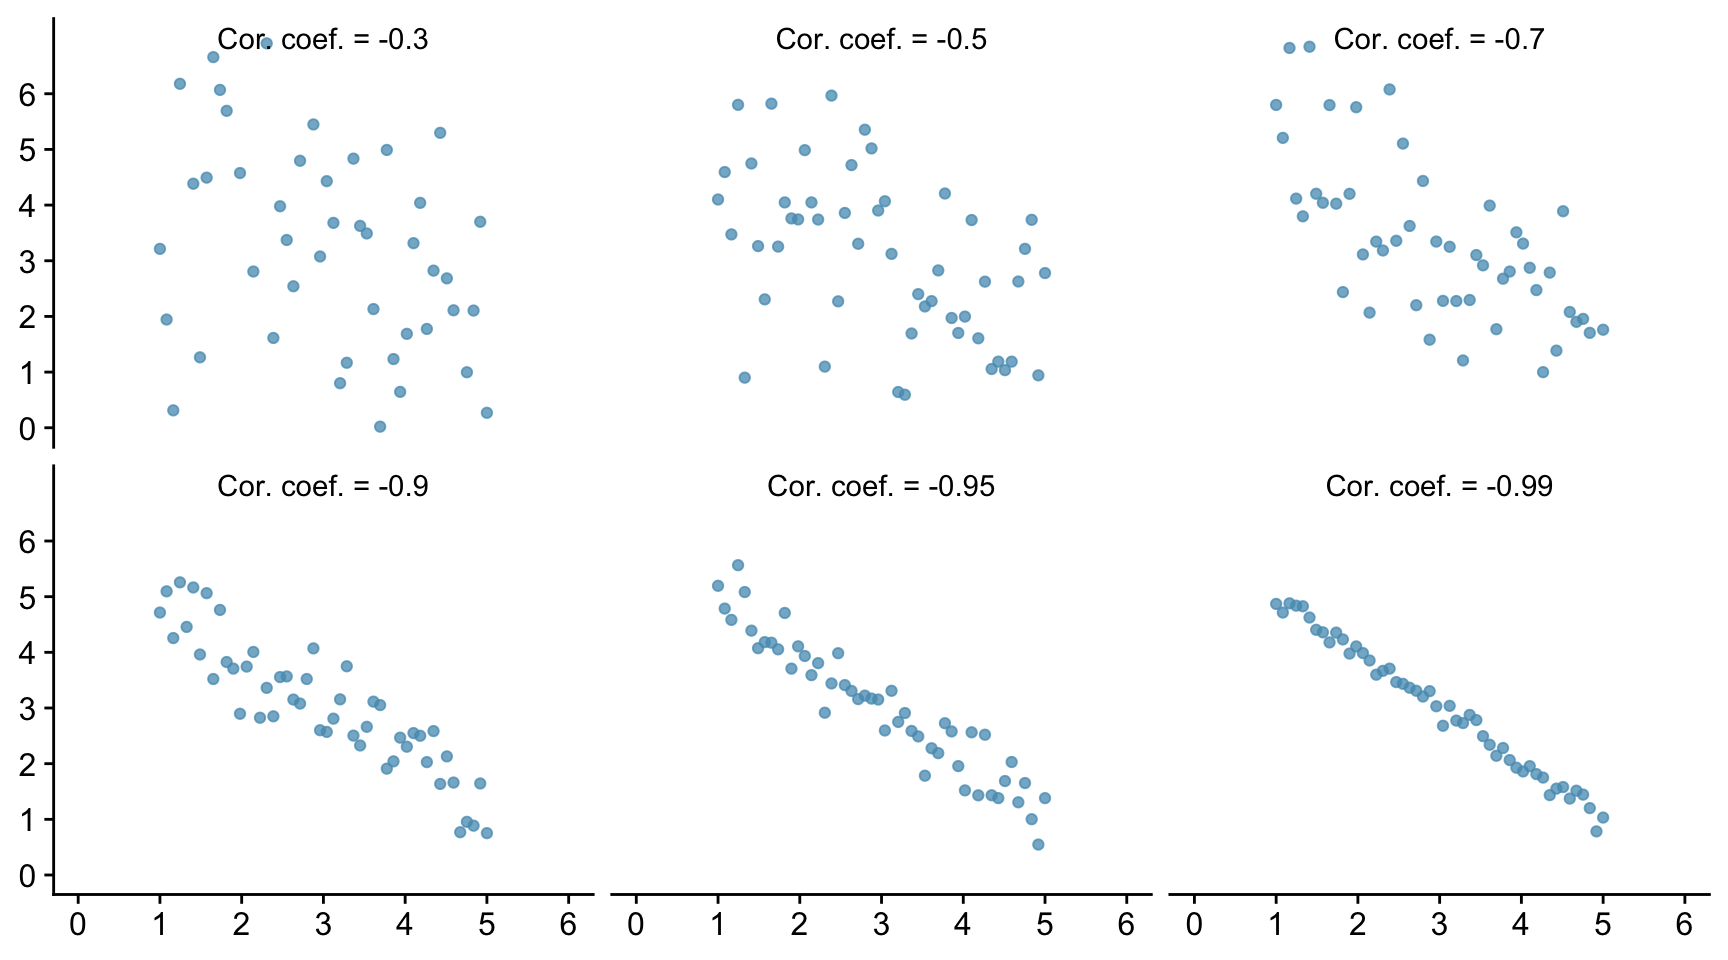 Cor. coef. = -0.3
Cor. coef. = -0.5
Cor. coef. = -0.7
6
5
4
3
2
1
0
Cor. coef. = -0.9
Cor. coef. = -0.95
Cor. coef. = -0.99
6
5
4
3
2
1
0
0 1 2 3 4 5 6
0 1 2 3 4 5 6
0 1 2 3 4 5 6